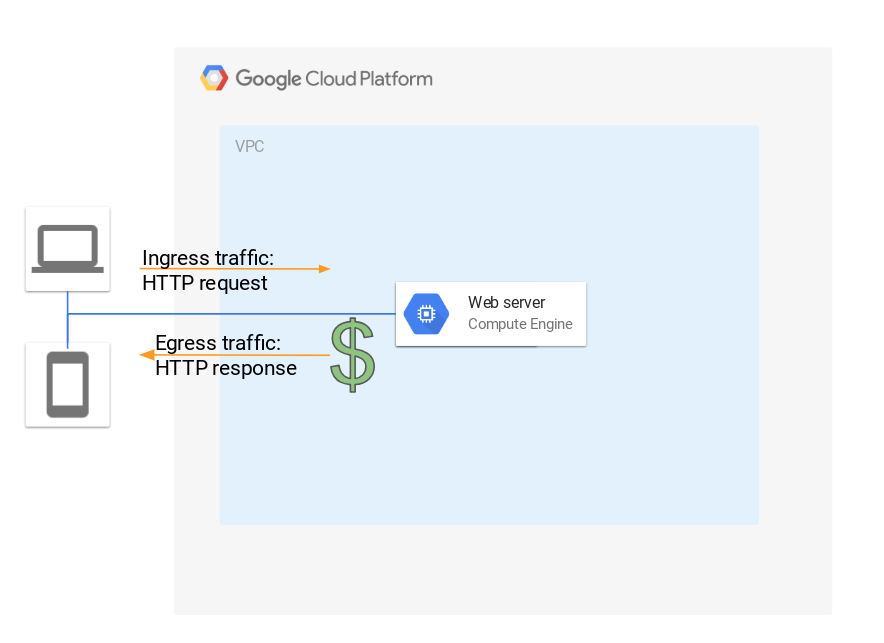 Google Cloud Platform
VPC
Ingress traffic:
HTTP request
Web server
Compute Engine
Egress traffic:
HTTP response
$